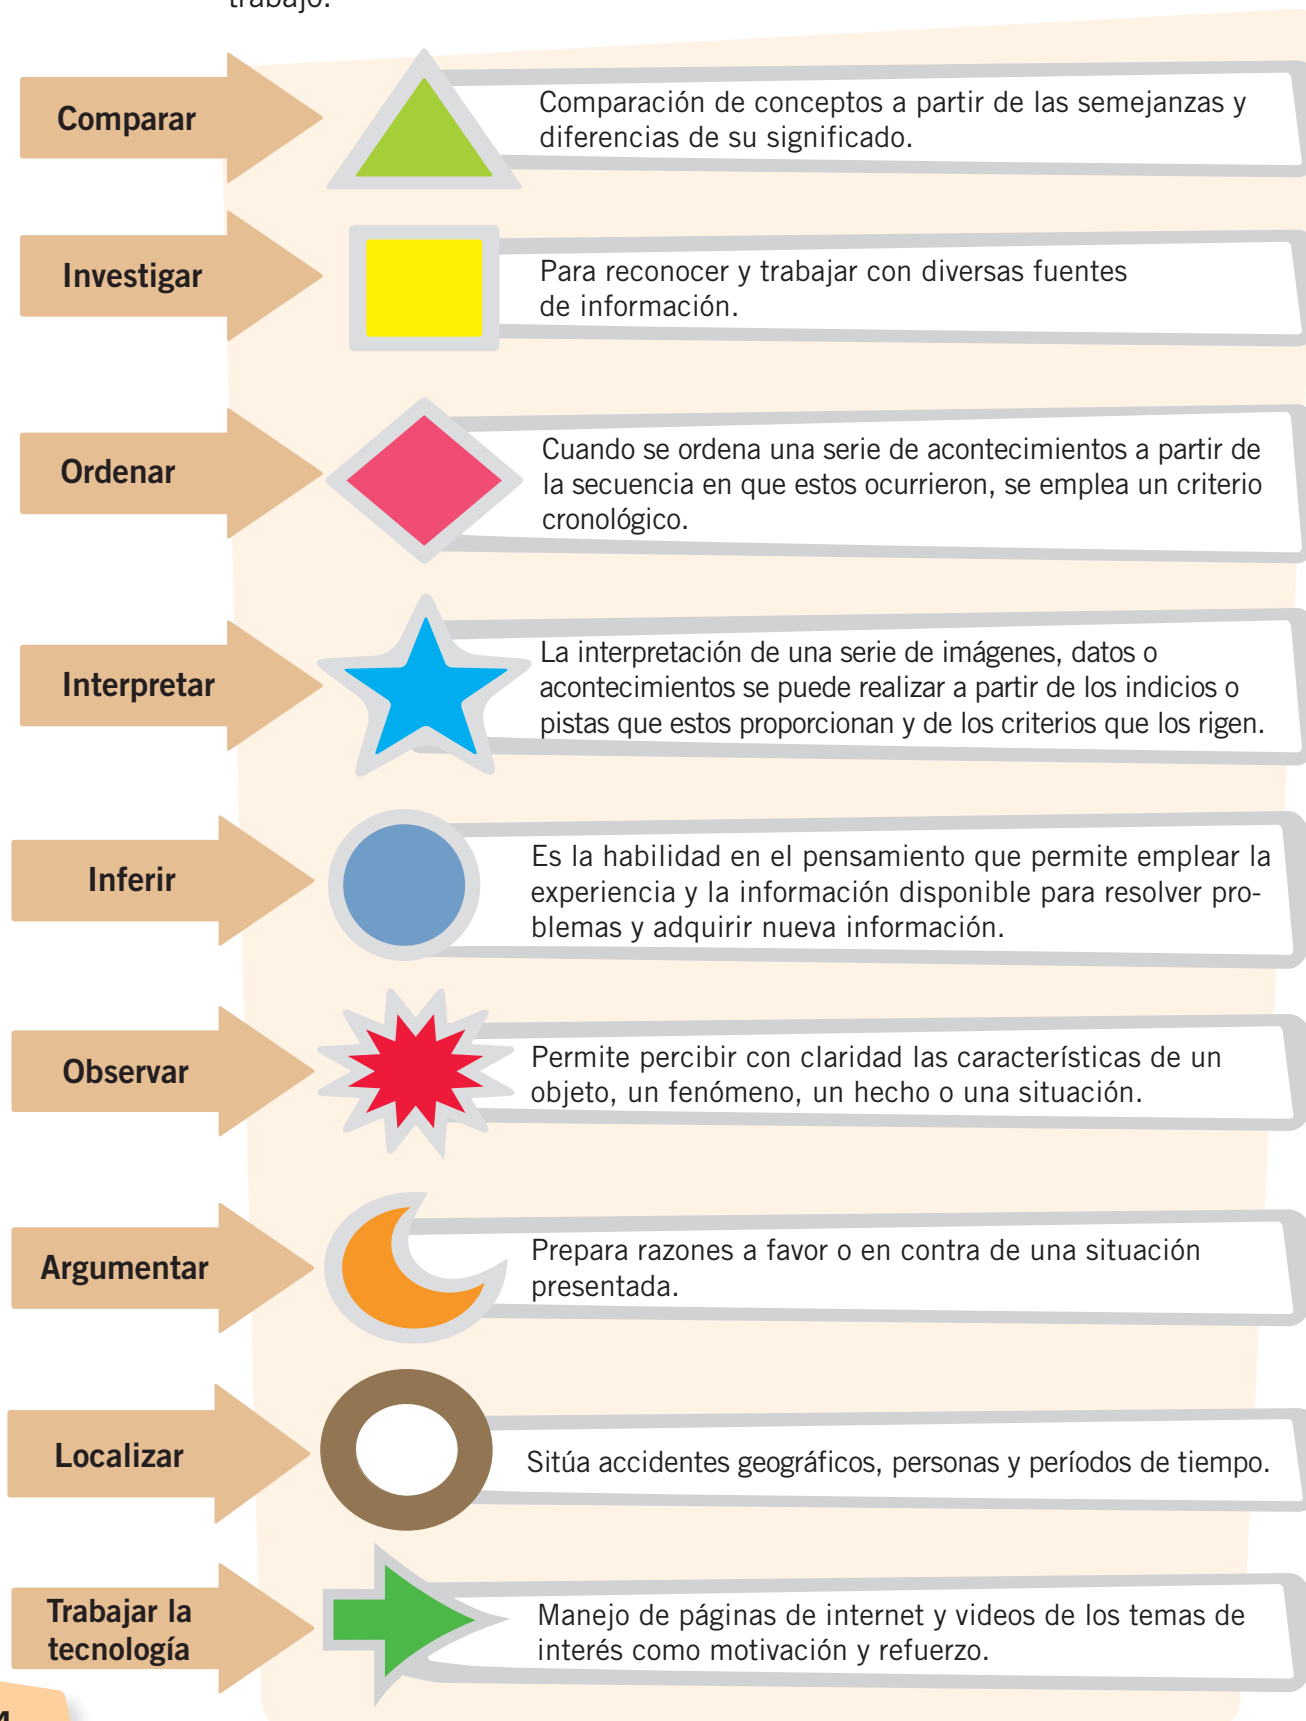 trabajo.
Comparar
Comparación de conceptos a partir de las semejanzas y
diferencias de su significado.
Investigar
Para reconocer y trabajar con diversas fuentes
de información.
Ordenar
Cuando se ordena una serie de acontecimientos a partir de
la secuencia en que estos ocurrieron, se emplea un criterio
cronológico.
Interpretar
La interpretación de una serie de imágenes, datos o
acontecimientos se puede realizar a partir de los indicios o
pistas que estos proporcionan y de los criterios que los rigen.
Inferir
Es la habilidad en el pensamiento que permite emplear la
experiencia y la información disponible para resolver pro-
blemas y adquirir nueva información.
Observar
Permite percibir con claridad las características de un
objeto, un fenómeno, un hecho o una situación.
Argumentar
Prepara razones a favor o en contra de una situación
presentada.
Localizar
Sitúa accidentes geográficos, personas y períodos de tiempo.
Trabajar la
tecnología
Manejo de páginas de internet y videos de los temas de
interés como motivación y refuerzo.